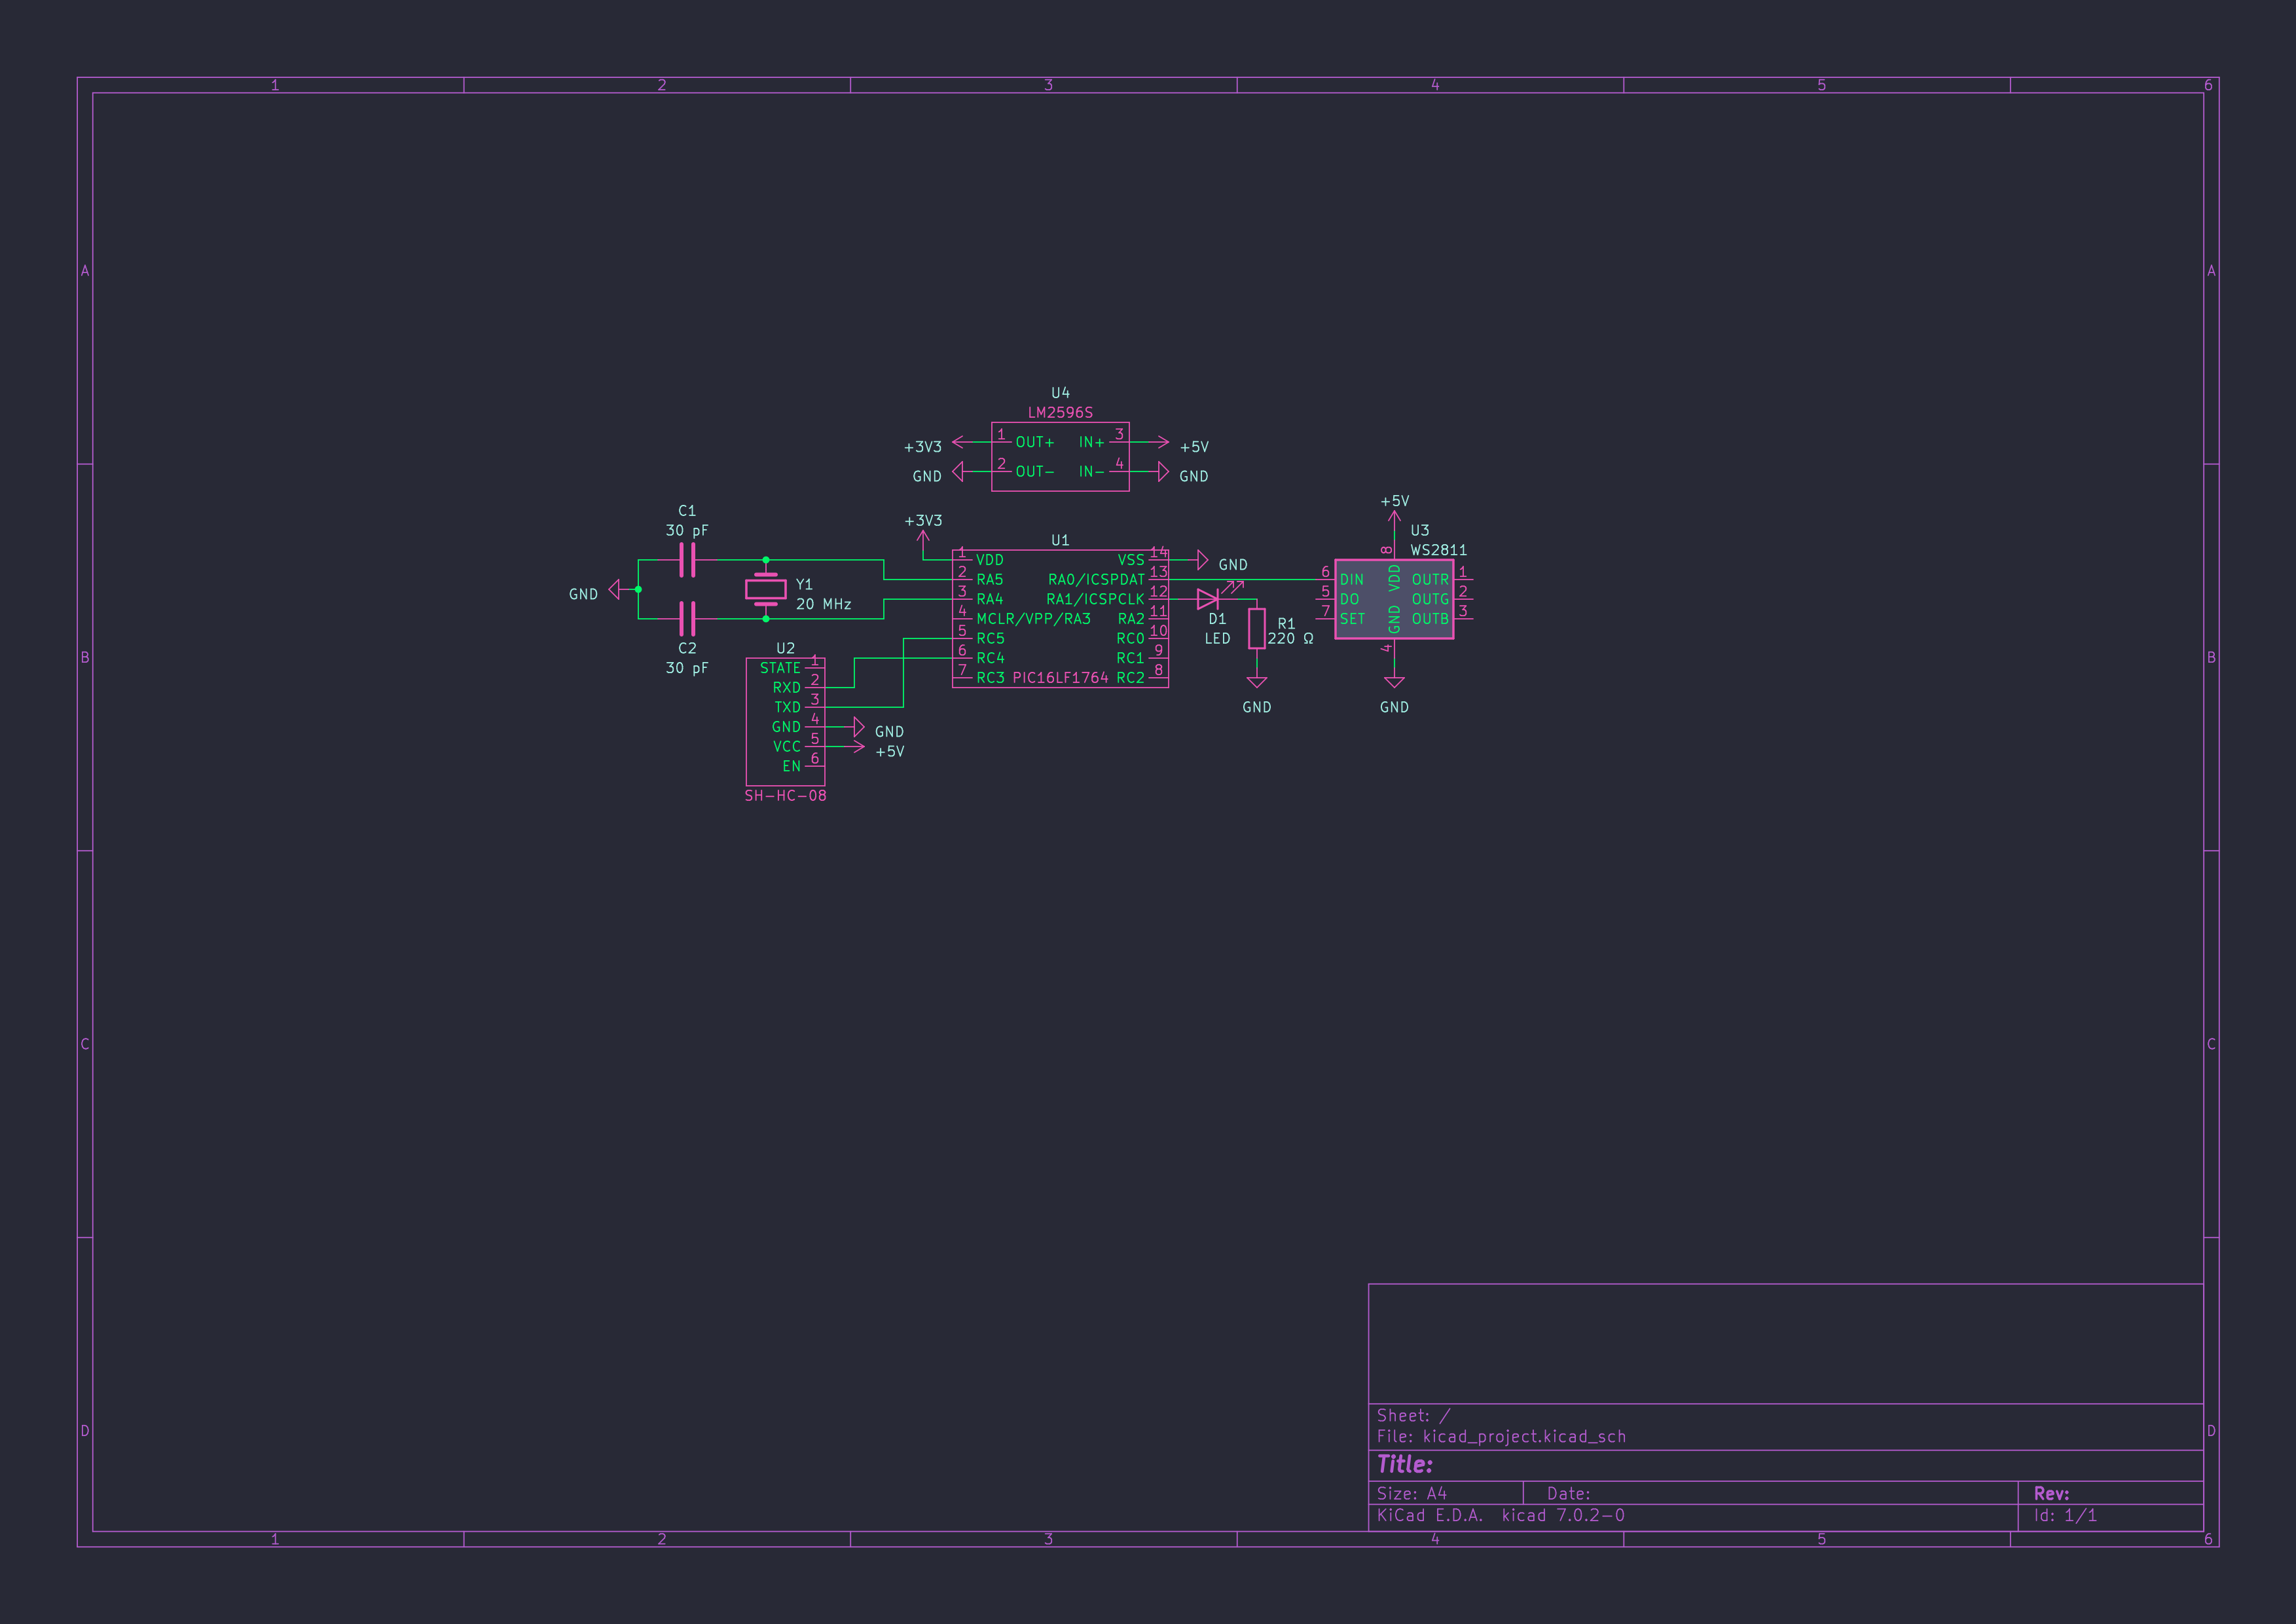 1 2 3 4 5 6
A A
U4
LM2596S
+3V3 1 OUT+ IN+ 3 +5V
GND 2 OUT- IN- 4 GND
C1
30 pF
GND
C2
30 pF
Y1
20 MHz
+3V3
U1
1 VDD VSS 14 GND
2 RA5 RA0/ICSPDAT 13
3 RA4 RA1/ICSPCLK 12
4 MCLR/VPP/RA3 RA2 11
5 RC5 RC0 10
6 RC4 RC1 9
7 RC3 PIC16LF1764 RC2 8
D1
LED
R1
220 Ω
GND
+5V
U3
WS2811
8 VDD
6 DIN OUTR 1
5 DO OUTG 2
7 SET OUTB 3
GND 4
GND
B B
U2
STATE 1
RXD 2
TXD 3
GND 4 GND
VCC 5 +5V
EN 6
SH-HC-08
C C
D D
Sheet: /
File: kicad_project.kicad_sch
Title:
Size: A4 Date: Rev:
KiCad E.D.A. kicad 7.0.2-0 Id: 1/1
1 2 3 4 5 6